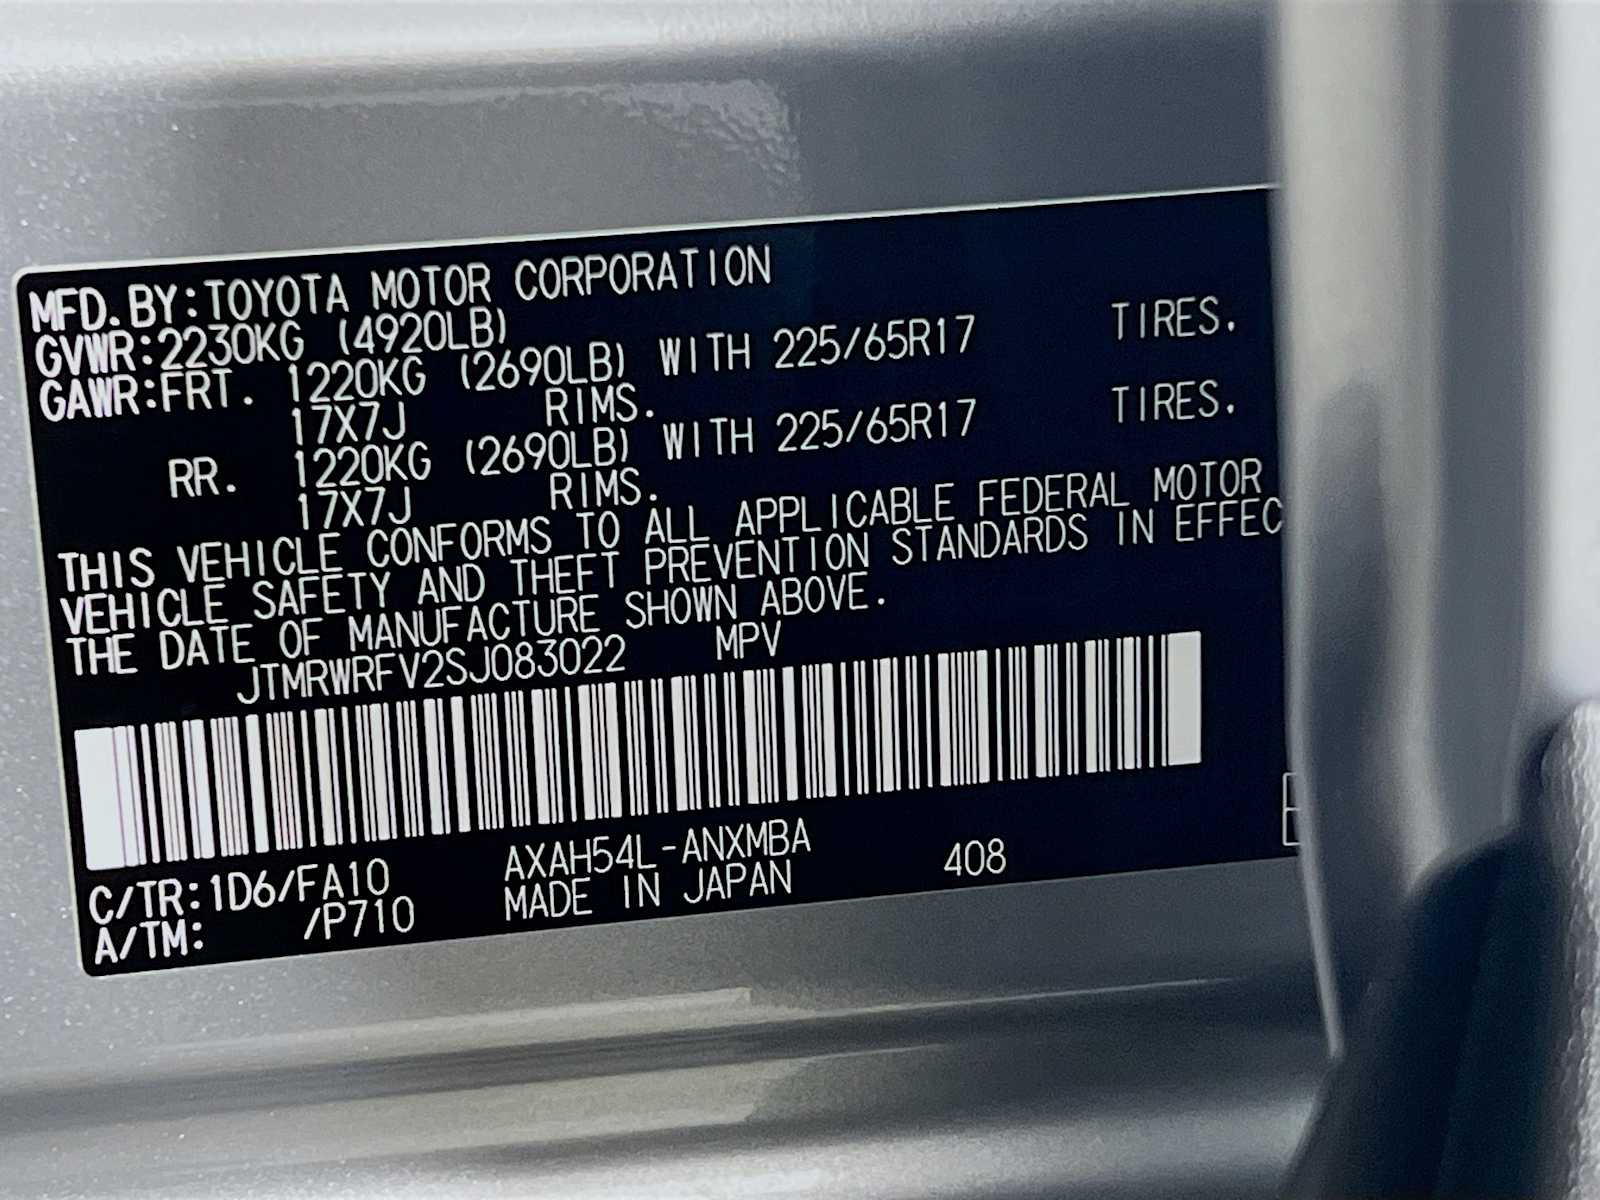 MFD.BY:TOYOTA MOTOR CORPORATION
GVWR:2230KG (4920LB)
GAWR:FRT. 1220KG (2690LB) WITH 225/65R17 TIRES.
17X7J RIMS.
RR. 1220KG (2690LB) WITH 225/65R17 TIRES.
17X7J RIMS.
THIS VEHICLE CONFORMS TO ALL APPLICABLE FEDERAL MOTOR
VEHICLE SAFETY AND THEFT PREVENTION STANDARDS IN EFFEC
THE DATE OF MANUFACTURE SHOWN ABOVE.
JTMRWRFV2SJ083022 MPV
C/TR:1D6/FA10 AXAH54L-ANXMBA 408
A/TM: /P710 MADE IN JAPAN